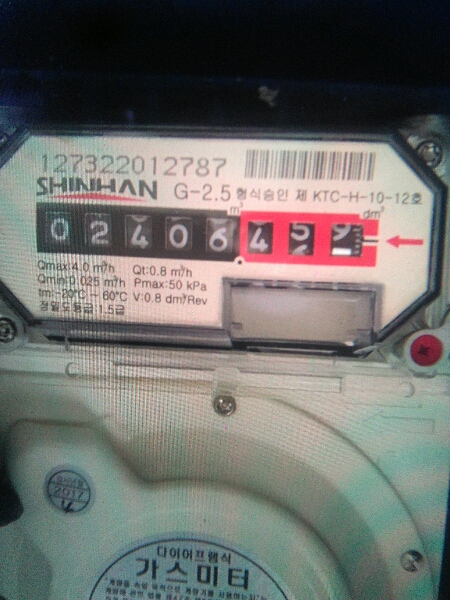 127322012787
SHINHAN G-2.5 형식승인 제 KTC-H-10-12호
m³ dm³
0 2 4 0 6 4 5 9
Qmax:4.0 m³/h Qt:0.8 m³/h
Qmin:0.025 m³/h Pmax:50 kPa
tm:-20℃ ~ 60℃ V:0.8 dm³/Rev
정밀도등급:1.5급
2017
다이어프램식
가스미터